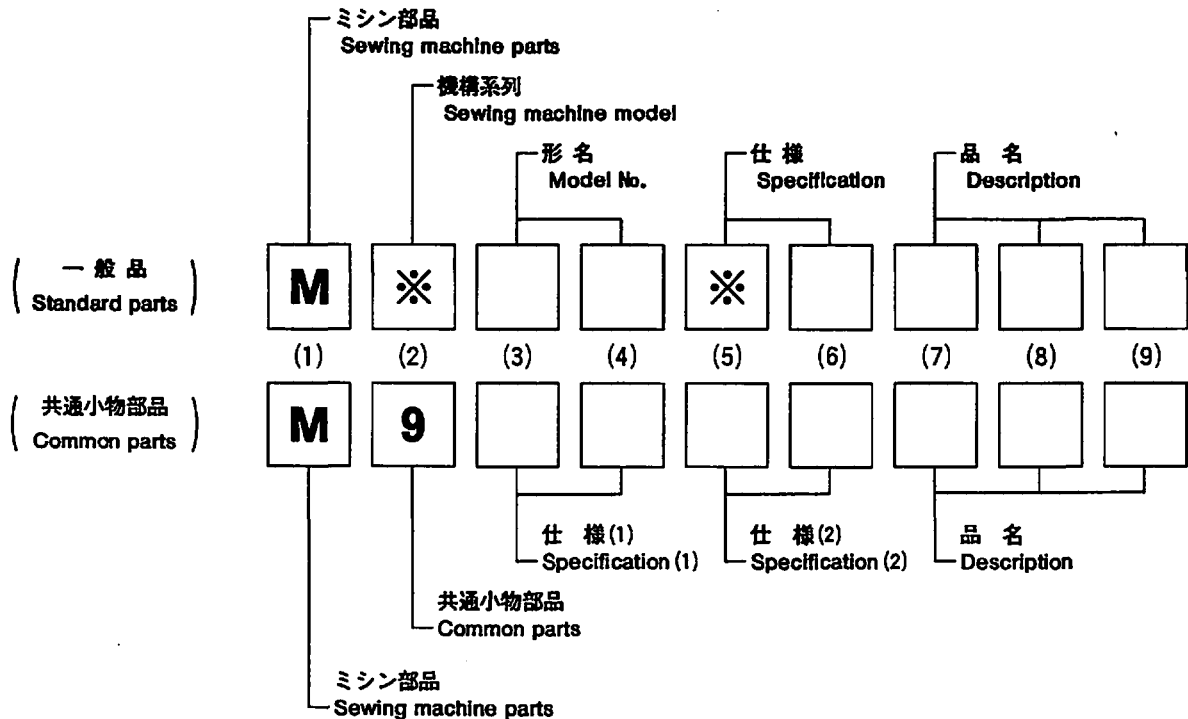 ミシン部品
Sewing machine parts
機構系列
Sewing machine model
形 名
Model No.
仕 様
Specification
品 名
Description
( 一 般 品 )
( Standard parts )
M ※ ※
(1) (2) (3) (4) (5) (6) (7) (8) (9)
( 共通小物部品 )
( Common parts )
M 9
仕 様(1)
Specification (1)
仕 様(2)
Specification (2)
品 名
Description
共通小物部品
Common parts
ミシン部品
Sewing machine parts